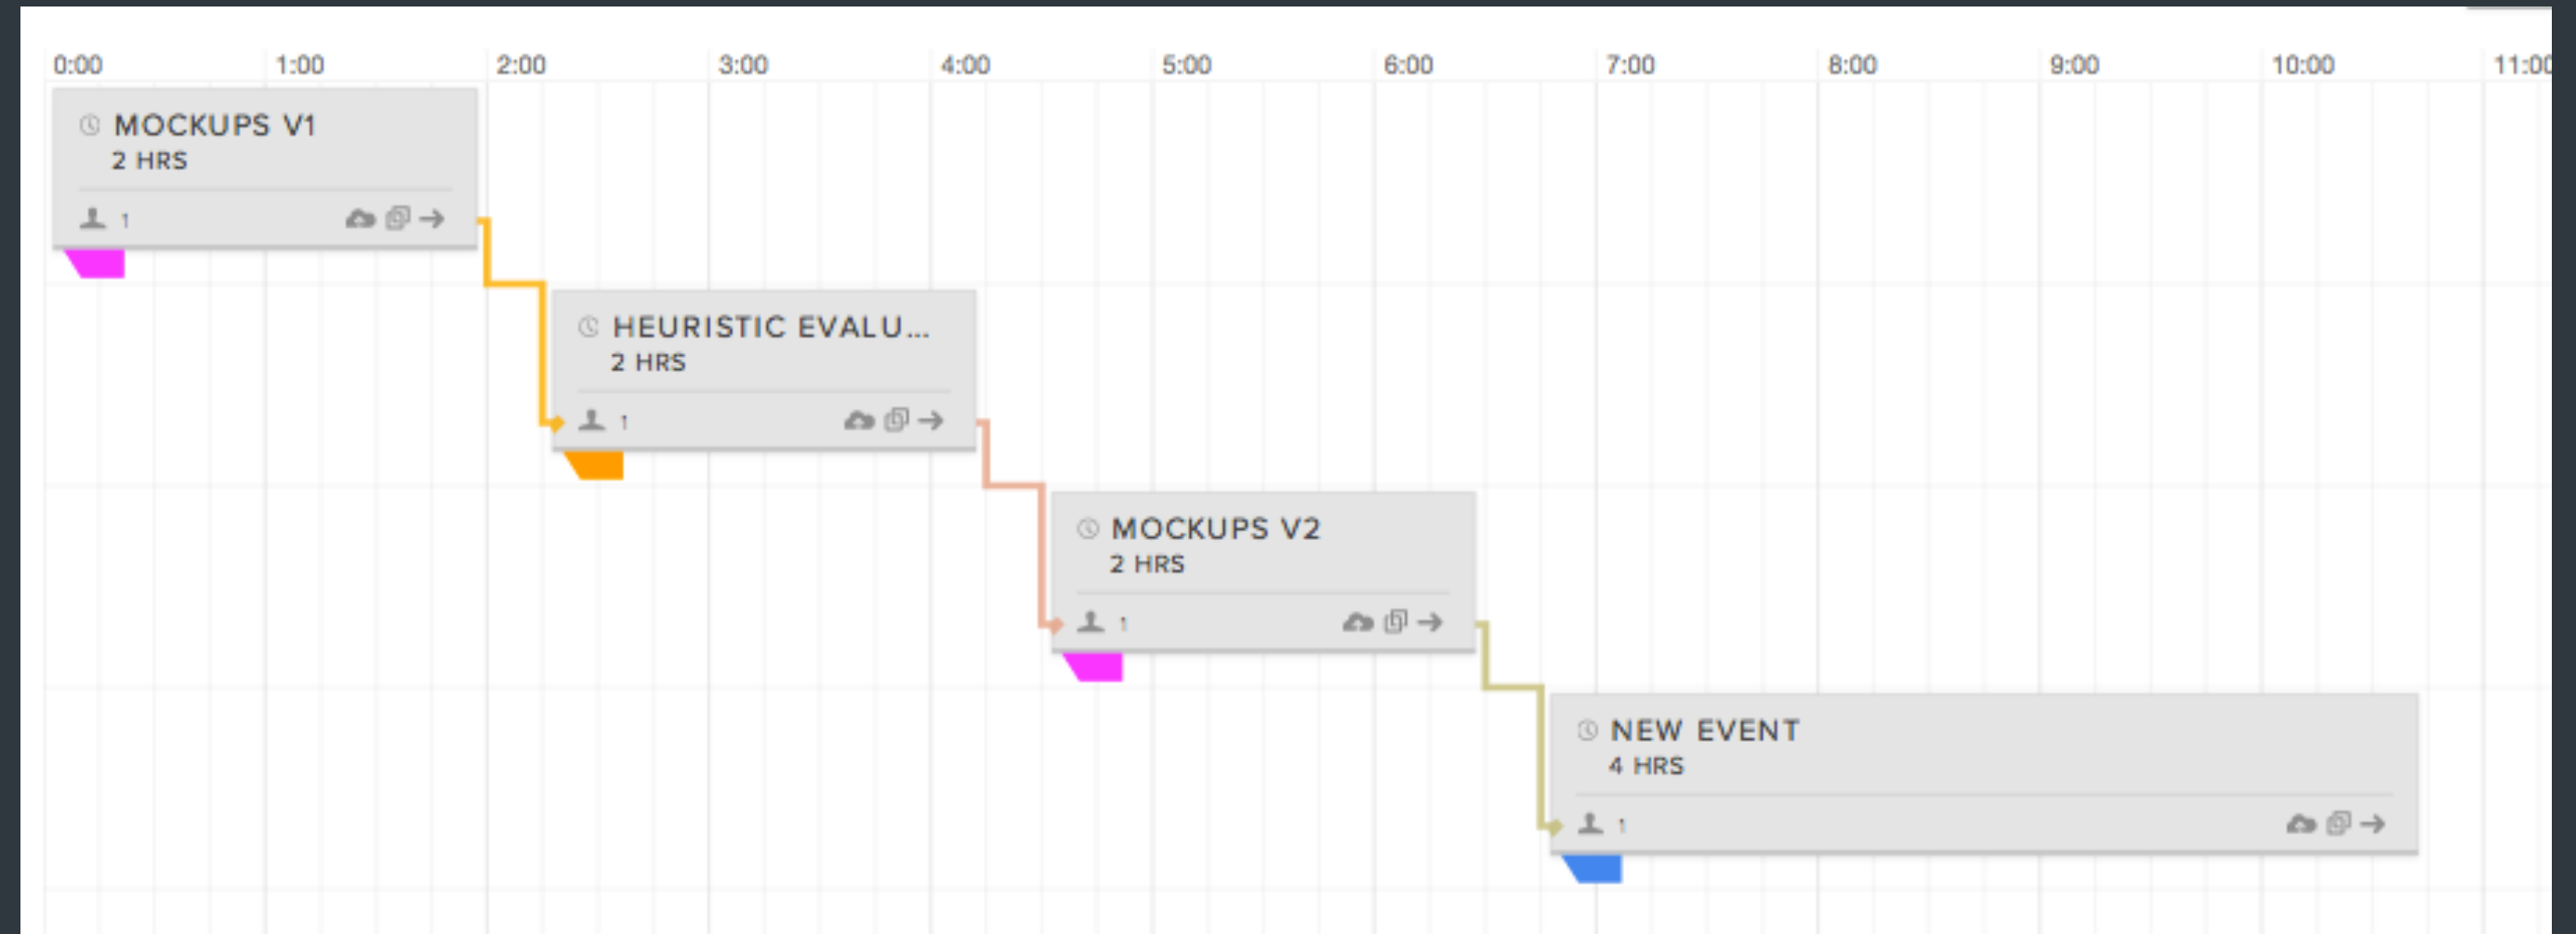 0:00 1:00 2:00 3:00 4:00 5:00 6:00 7:00 8:00 9:00 10:00 11:00
MOCKUPS V1
2 HRS
1
HEURISTIC EVALU...
2 HRS
1
MOCKUPS V2
2 HRS
1
NEW EVENT
4 HRS
1